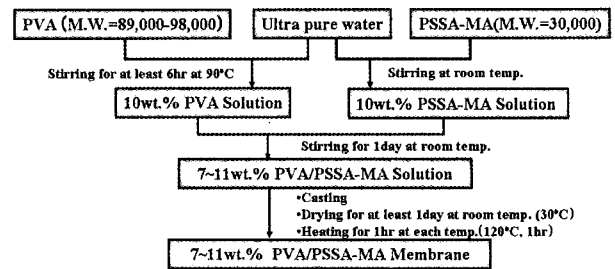 PVA (M.W.=89,000-98,000) Ultra pure water PSSA-MA(M.W.=30,000)
Stirring for at least 6hr at 90°C Stirring at room temp.
10wt.% PVA Solution 10wt.% PSSA-MA Solution
Stirring for 1day at room temp.
7~11wt.% PVA/PSSA-MA Solution
•Casting
•Drying for at least 1day at room temp. (30°C)
•Heating for 1hr at each temp.(120°C, 1hr)
7~11wt.% PVA/PSSA-MA Membrane